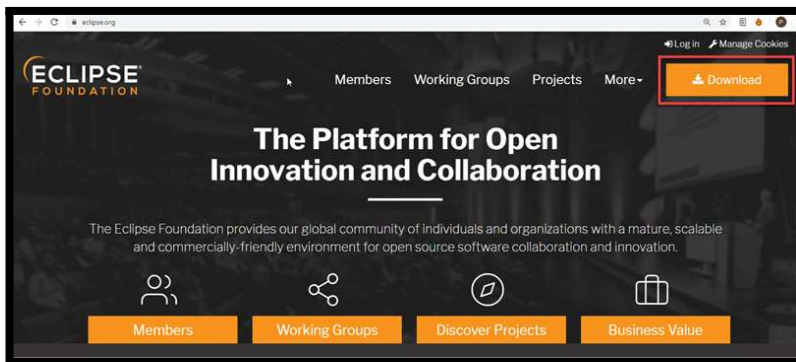 eclipse.org
Log in Manage Cookies
ECLIPSE
FOUNDATION
Members Working Groups Projects More
Download
The Platform for Open
Innovation and Collaboration
The Eclipse Foundation provides our global community of individuals and organizations with a mature, scalable
and commercially-friendly environment for open source software collaboration and innovation.
Members Working Groups Discover Projects Business Value